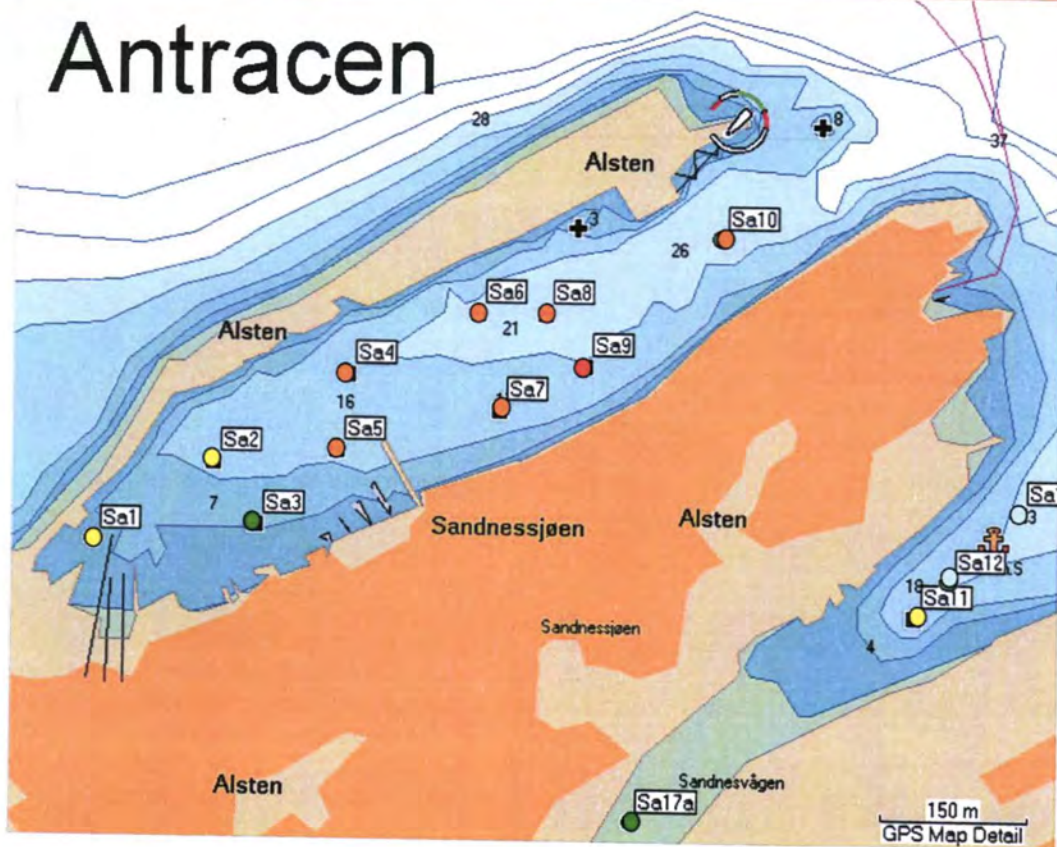 Antracen
28
8
37
Alsten
3
Sa10
26
Sa6
Sa8
21
Alsten
Sa4
Sa9
16
Sa7
Sa2
Sa5
7
Sa3
Sandnessjøen
Alsten
Sa1
3
Sa12
18
Sa11
Sandnessjøen
4
Alsten
Sandnesvågen
Sa17a
150 m
GPS Map Detail